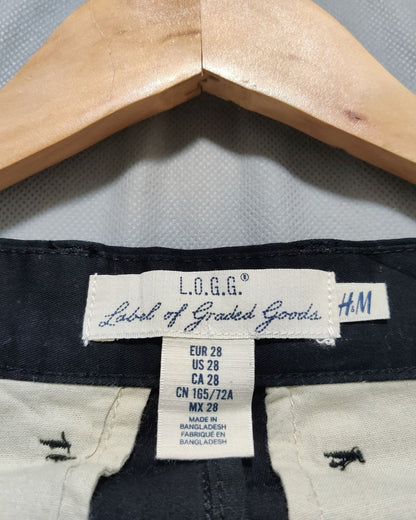 L.O.G.G.®
Label of Graded Goods
H&M
EUR 28
US 28
CA 28
CN 165/72A
MX 28
MADE IN
BANGLADESH
FABRIQUÉ EN
BANGLADESH